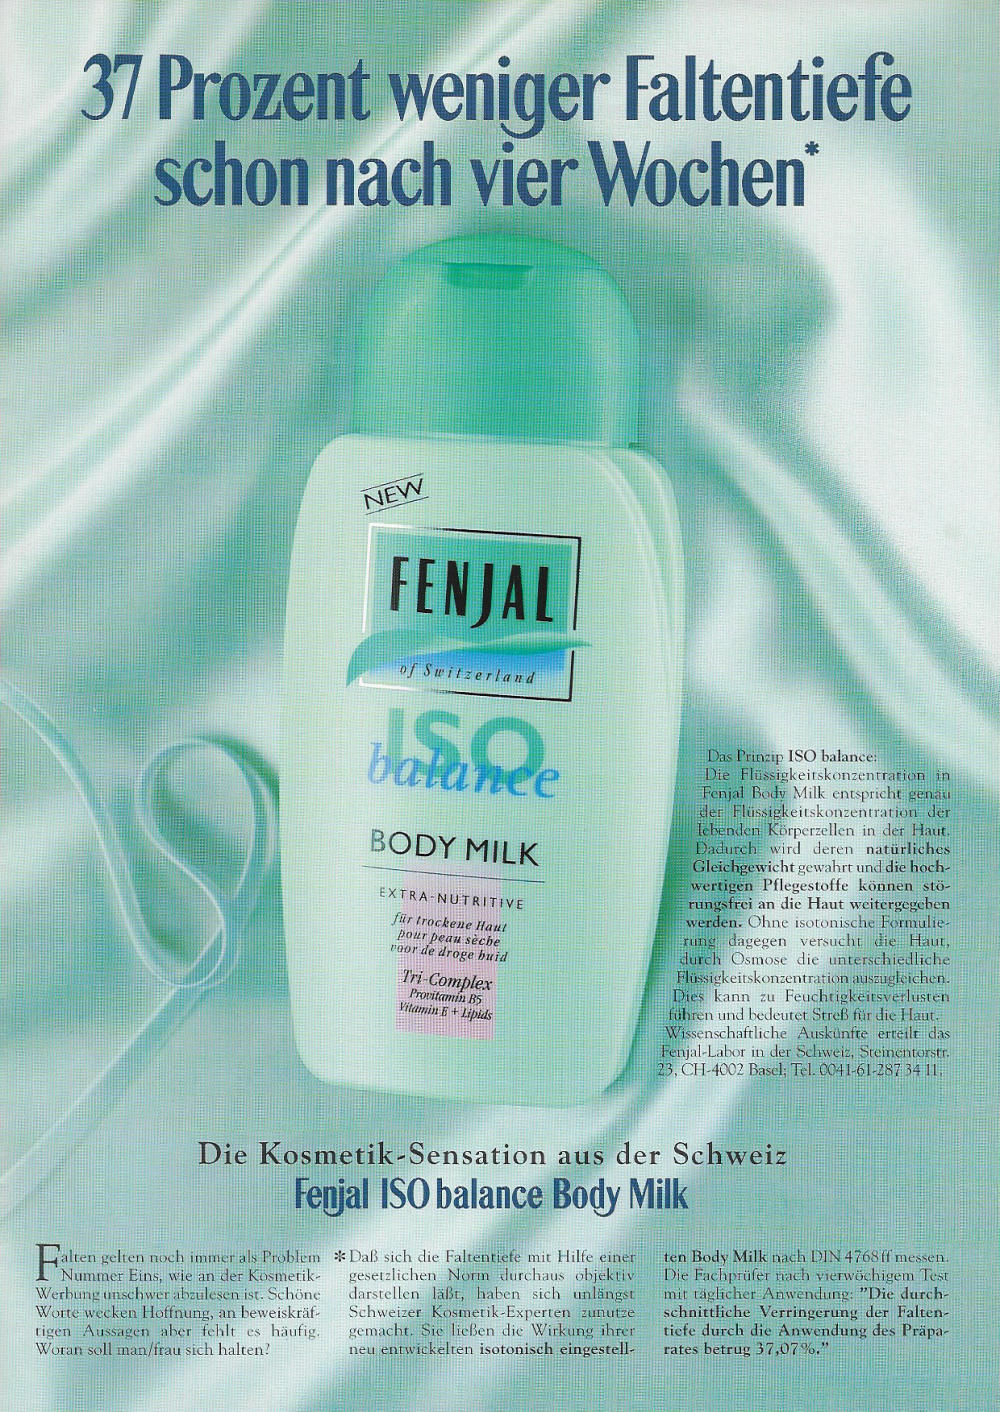 37 Prozent weniger Faltentiefe
schon nach vier Wochen*
NEW
FENJAL
of Switzerland
ISO
balance
BODY MILK
EXTRA-NUTRITIVE
für trockene Haut
pour peau sèche
voor de droge huid
Tri-Complex
Provitamin B5
Vitamin E + Lipids
Das Prinzip ISO balance:
Die Flüssigkeitskonzentration in
Fenjal Body Milk entspricht genau
der Flüssigkeitskonzentration der
lebenden Körperzellen in der Haut.
Dadurch wird deren natürliches
Gleichgewicht gewahrt und die hoch-
wertigen Pflegestoffe können stö-
rungsfrei an die Haut weitergegeben
werden. Ohne isotonische Formulie-
rung dagegen versucht die Haut,
durch Osmose die unterschiedliche
Flüssigkeitskonzentration auszugleichen.
Dies kann zu Feuchtigkeitsverlusten
führen und bedeutet Streß für die Haut.
Wissenschaftliche Auskünfte erteilt das
Fenjal-Labor in der Schweiz, Steinentorstr.
23, CH-4002 Basel; Tel. 0041-61-287 34 11.
Die Kosmetik-Sensation aus der Schweiz
Fenjal ISO balance Body Milk
Falten gelten noch immer als Problem
Nummer Eins, wie an der Kosmetik-
Werbung unschwer abzulesen ist. Schöne
Worte wecken Hoffnung, an beweiskräf-
tigen Aussagen aber fehlt es häufig.
Woran soll man/frau sich halten?
* Daß sich die Faltentiefe mit Hilfe einer
gesetzlichen Norm durchaus objektiv
darstellen läßt, haben sich unlängst
Schweizer Kosmetik-Experten zunutze
gemacht. Sie ließen die Wirkung ihrer
neu entwickelten isotonisch eingestell-
ten Body Milk nach DIN 4768ff messen.
Die Fachprüfer nach vierwöchigem Test
mit täglicher Anwendung: "Die durch-
schnittliche Verringerung der Falten-
tiefe durch die Anwendung des Präpa-
rates betrug 37,07%."